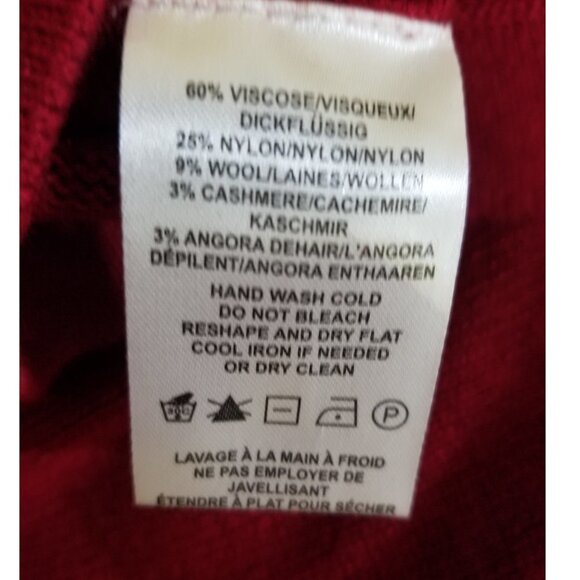 60% VISCOSE/VISQUEUX/
DICKFLÜSSIG
25% NYLON/NYLON/NYLON
9% WOOL/LAINES/WOLLEN
3% CASHMERE/CACHEMIRE/
KASCHMIR
3% ANGORA DEHAIR/L'ANGORA
DÉPILENT/ANGORA ENTHAAREN
HAND WASH COLD
DO NOT BLEACH
RESHAPE AND DRY FLAT
COOL IRON IF NEEDED
OR DRY CLEAN
P
LAVAGE À LA MAIN À FROID
NE PAS EMPLOYER DE
JAVELLISANT
ÉTENDRE À PLAT POUR SÉCHER